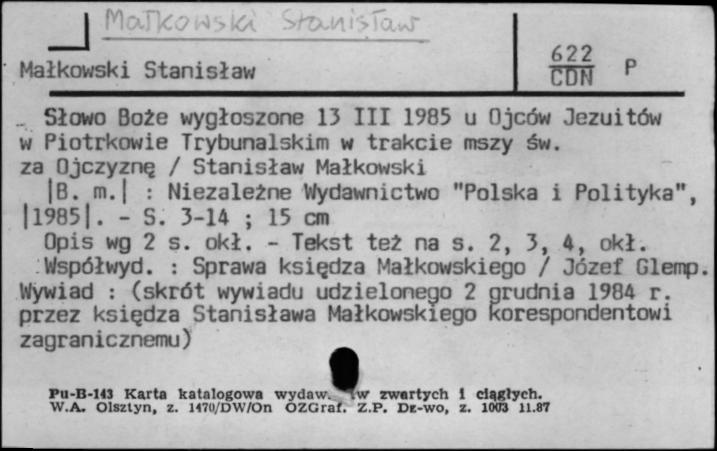 Małkowski Stanisław
Małkowski Stanisław
622
CDN
P
Słowo Boże wygłoszone 13 III 1985 u Ojców Jezuitów
w Piotrkowie Trybunalskim w trakcie mszy św.
za Ojczyznę / Stanisław Małkowski
|B. m.| : Niezależne Wydawnictwo "Polska i Polityka",
|1985|. - S. 3-14 ; 15 cm
Opis wg 2 s. okł. - Tekst też na s. 2, 3, 4, okł.
Współwyd. : Sprawa księdza Małkowskiego / Józef Glemp.
Wywiad : (skrót wywiadu udzielonego 2 grudnia 1984 r.
przez księdza Stanisława Małkowskiego korespondentowi
zagranicznemu)
Pu-B-143 Karta katalogowa wydaw. zwartych i ciągłych.
W.A. Olsztyn, z. 1470/DW/On OZGraf. Z.P. Dz-wo, z. 1003 11.87